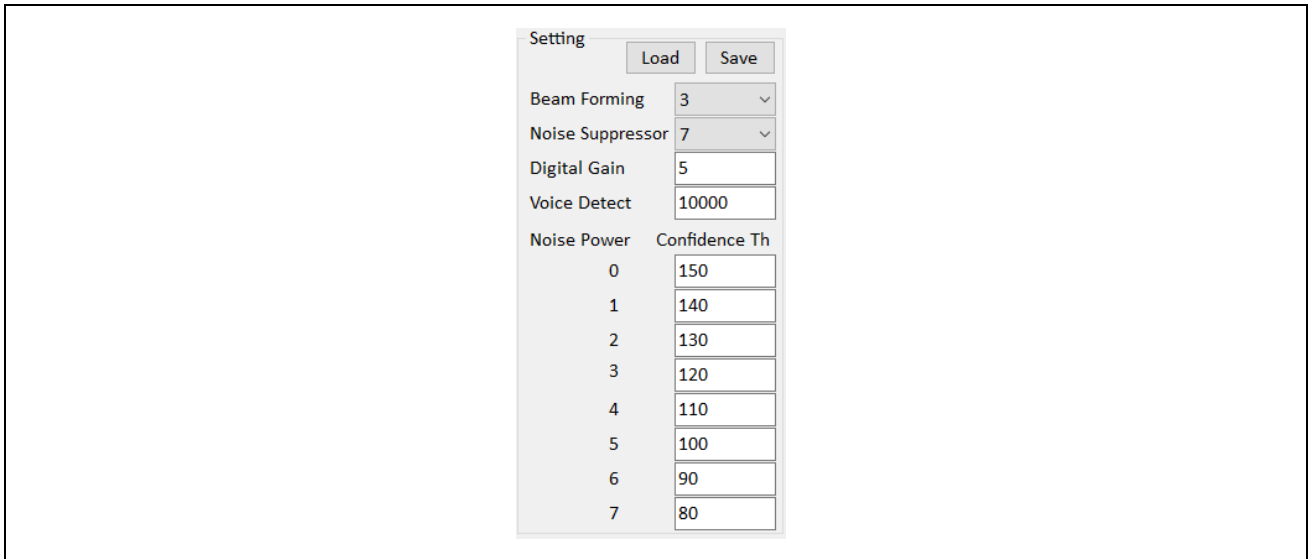 Setting
Load Save
Beam Forming 3
Noise Suppressor 7
Digital Gain 5
Voice Detect 10000
Noise Power Confidence Th
0 150
1 140
2 130
3 120
4 110
5 100
6 90
7 80